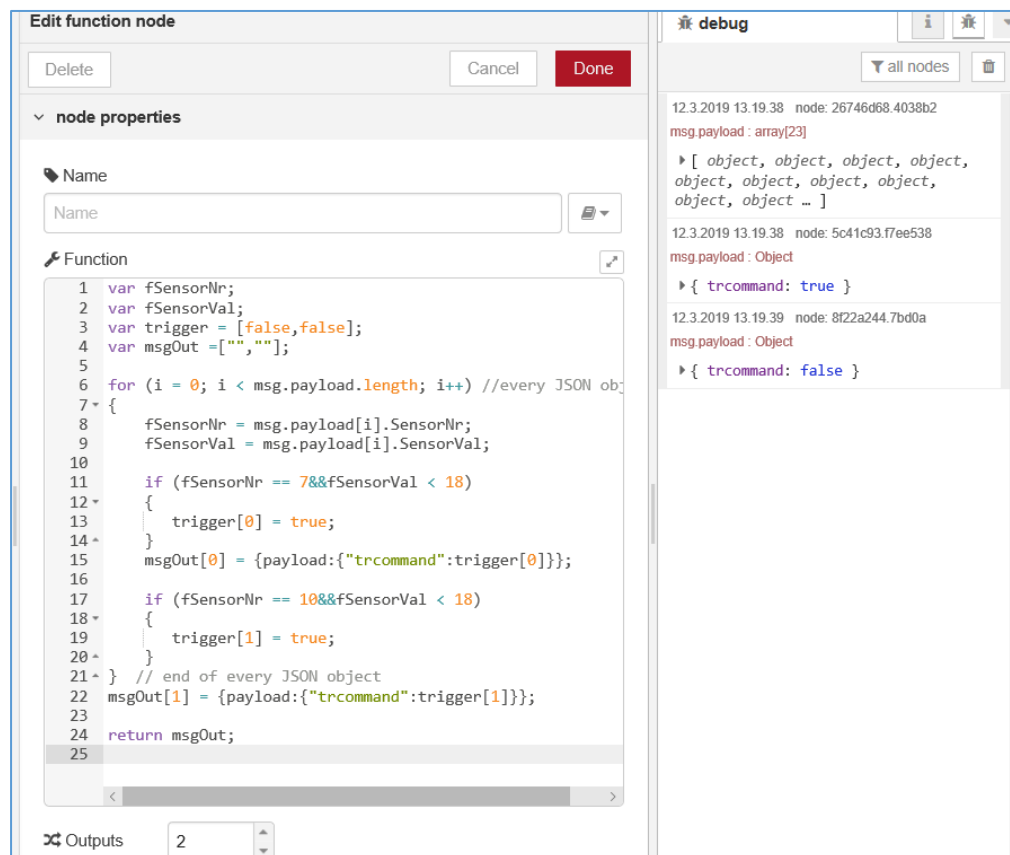 Edit function node
Delete
Cancel
Done
node properties
Name
Name
Function
1 var fSensorNr;
2 var fSensorVal;
3 var trigger = [false,false];
4 var msgOut =["",""];
5
6 for (i = 0; i < msg.payload.length; i++) //every JSON obj
7 {
8 fSensorNr = msg.payload[i].SensorNr;
9 fSensorVal = msg.payload[i].SensorVal;
10
11 if (fSensorNr == 7&&fSensorVal < 18)
12 {
13 trigger[0] = true;
14 }
15 msgOut[0] = {payload:{"trcommand":trigger[0]}};
16
17 if (fSensorNr == 10&&fSensorVal < 18)
18 {
19 trigger[1] = true;
20 }
21 } // end of every JSON object
22 msgOut[1] = {payload:{"trcommand":trigger[1]}};
23
24 return msgOut;
25
Outputs
2
debug
i
all nodes
12.3.2019 13.19.38 node: 26746d68.4038b2
msg.payload : array[23]
[ object, object, object, object,
object, object, object, object,
object, object … ]
12.3.2019 13.19.38 node: 5c41c93.f7ee538
msg.payload : Object
{ trcommand: true }
12.3.2019 13.19.39 node: 8f22a244.7bd0a
msg.payload : Object
{ trcommand: false }